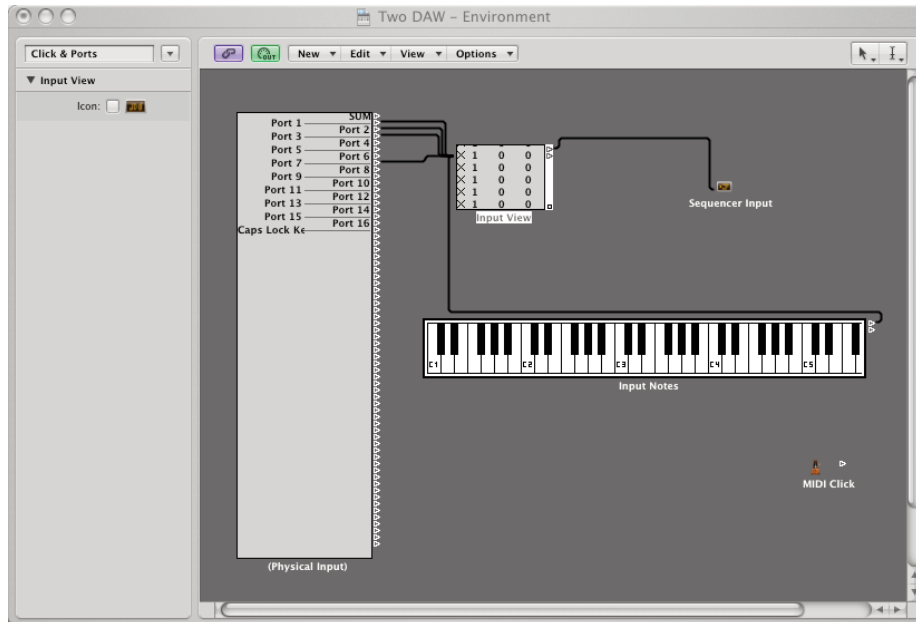 Two DAW – Environment
Click & Ports
New Edit View Options
OUT
Input View
Icon:
SUM
Port 1
Port 2
Port 3
Port 4
Port 5
Port 6
Port 7
Port 8
Port 9
Port 10
Port 11
Port 12
Port 13
Port 14
Port 15
Port 16
Caps Lock Ke
(Physical Input)
1 0 0
1 0 0
1 0 0
1 0 0
1 0 0
Input View
Sequencer Input
C1 C2 C3 C4 C5
Input Notes
MIDI Click